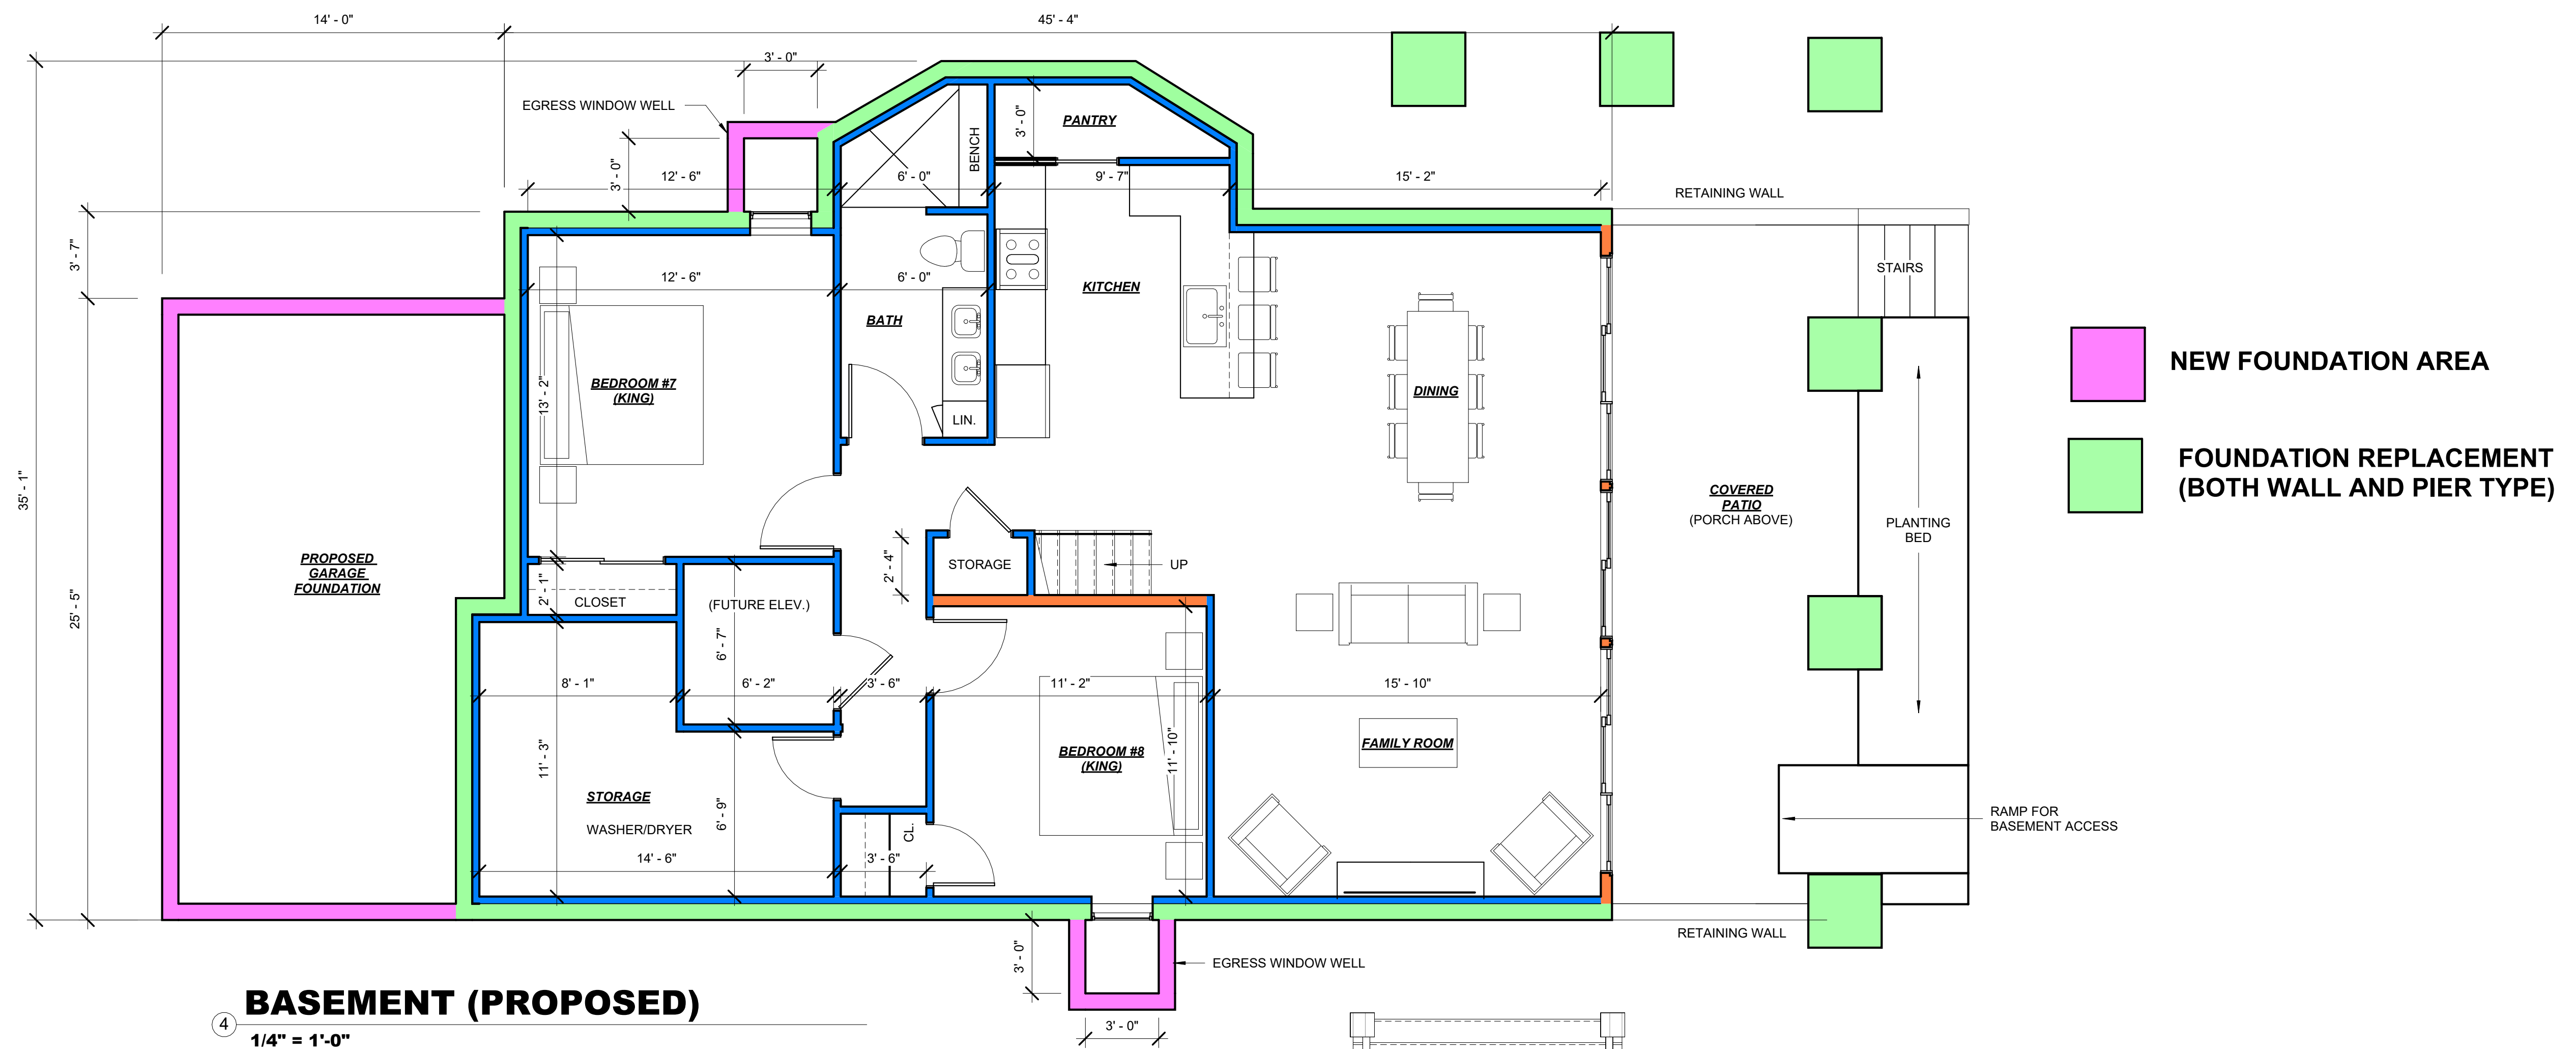 14' - 0"
45' - 4"
3' - 0"
EGRESS WINDOW WELL
3' - 0"
PANTRY
BENCH
3' - 0"
12' - 6"
6' - 0"
9' - 7"
15' - 2"
RETAINING WALL
3' - 7"
STAIRS
12' - 6"
6' - 0"
KITCHEN
BATH
BEDROOM #7
(KING)
13' - 2"
DINING
LIN.
NEW FOUNDATION AREA
FOUNDATION REPLACEMENT
(BOTH WALL AND PIER TYPE)
35' - 1"
COVERED
PATIO
(PORCH ABOVE)
PLANTING
BED
PROPOSED
GARAGE
FOUNDATION
25' - 5"
2' - 4"
STORAGE
UP
2' - 1"
CLOSET
(FUTURE ELEV.)
6' - 7"
8' - 1"
6' - 2"
3' - 6"
11' - 2"
15' - 10"
11' - 3"
BEDROOM #8
(KING)
11' - 10"
FAMILY ROOM
STORAGE
WASHER/DRYER
6' - 9"
CL.
RAMP FOR
BASEMENT ACCESS
14' - 6"
3' - 6"
RETAINING WALL
3' - 0"
EGRESS WINDOW WELL
3' - 0"
4
BASEMENT (PROPOSED)
1/4" = 1'-0"